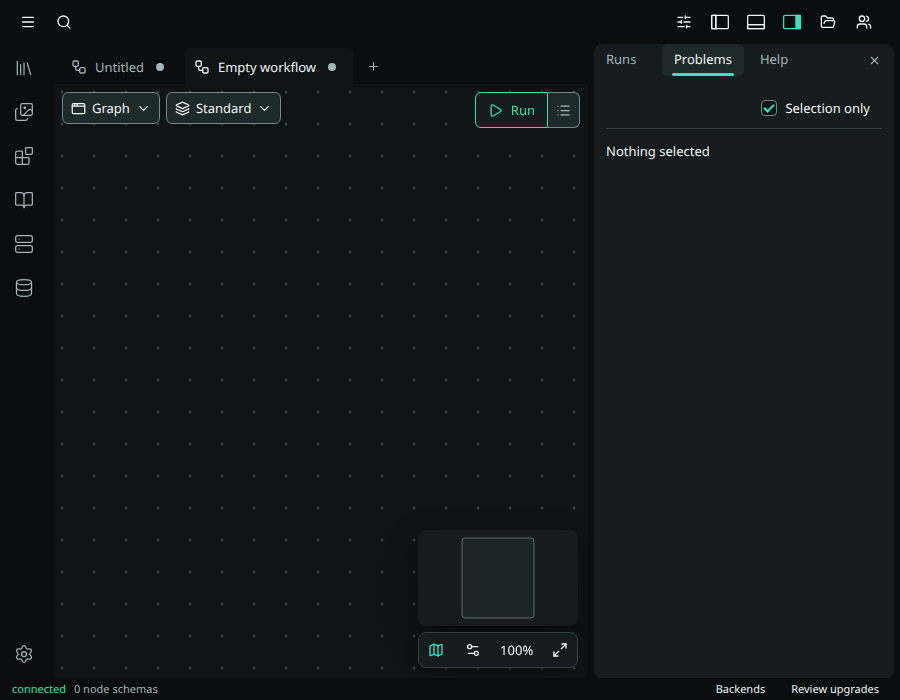 Untitled
Empty workflow
Runs
Problems
Help
Graph
Standard
Run
Selection only
Nothing selected
100%
connected
0 node schemas
Backends
Review upgrades